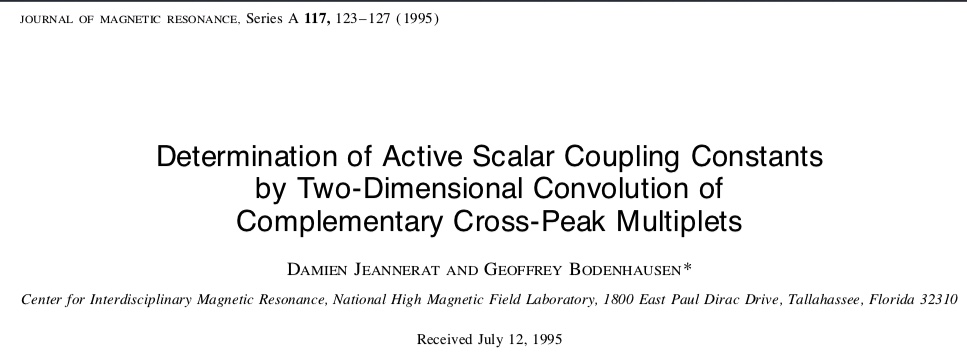 JOURNAL OF MAGNETIC RESONANCE, Series A 117, 123–127 (1995)
Determination of Active Scalar Coupling Constants
by Two-Dimensional Convolution of
Complementary Cross-Peak Multiplets
DAMIEN JEANNERAT AND GEOFFREY BODENHAUSEN*
Center for Interdisciplinary Magnetic Resonance, National High Magnetic Field Laboratory, 1800 East Paul Dirac Drive, Tallahassee, Florida 32310
Received July 12, 1995